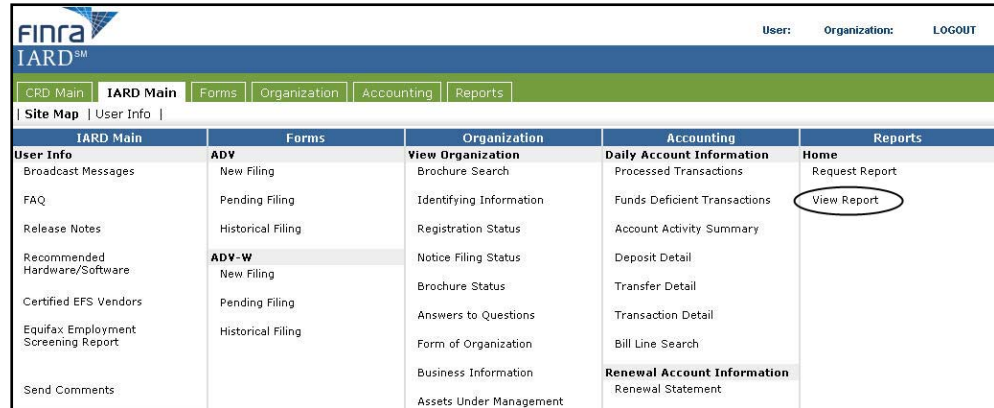 Finra
User: Organization: LOGOUT
IARD℠
CRD Main IARD Main Forms Organization Accounting Reports
| Site Map | User Info |
IARD Main
User Info
Broadcast Messages
FAQ
Release Notes
Recommended
Hardware/Software
Certified EFS Vendors
Equifax Employment
Screening Report
Send Comments
Forms
ADV
New Filing
Pending Filing
Historical Filing
ADV-W
New Filing
Pending Filing
Historical Filing
Organization
View Organization
Brochure Search
Identifying Information
Registration Status
Notice Filing Status
Brochure Status
Answers to Questions
Form of Organization
Business Information
Assets Under Management
Accounting
Daily Account Information
Processed Transactions
Funds Deficient Transactions
Account Activity Summary
Deposit Detail
Transfer Detail
Transaction Detail
Bill Line Search
Renewal Account Information
Renewal Statement
Reports
Home
Request Report
View Report